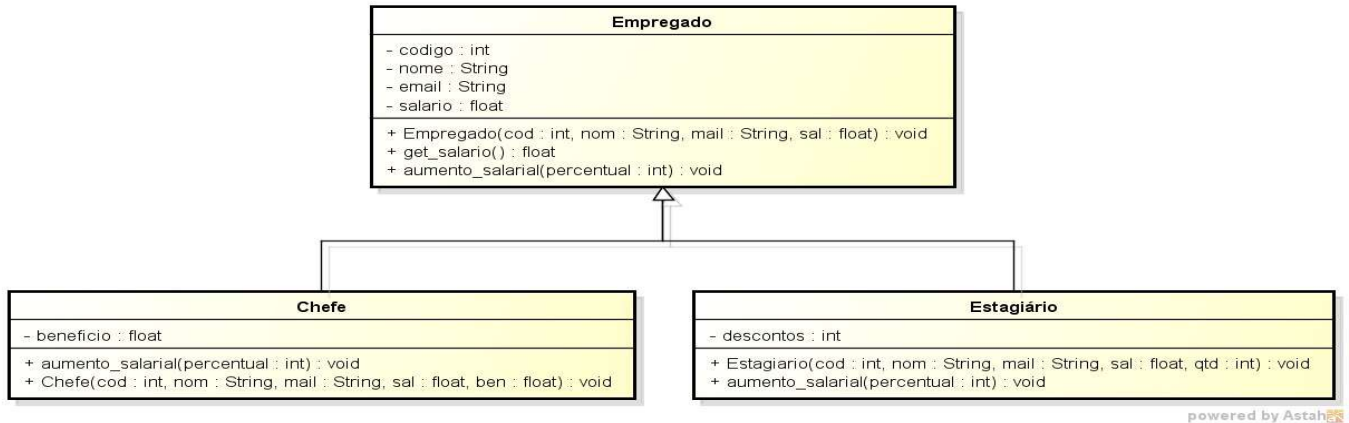 Empregado
- codigo : int
- nome : String
- email : String
- salario : float
+ Empregado(cod : int, nom : String, mail : String, sal : float) : void
+ get_salario() : float
+ aumento_salarial(percentual : int) : void
Chefe
- beneficio : float
+ aumento_salarial(percentual : int) : void
+ Chefe(cod : int, nom : String, mail : String, sal : float, ben : float) : void
Estagiário
- descontos : int
+ Estagiario(cod : int, nom : String, mail : String, sal : float, qtd : int) : void
+ aumento_salarial(percentual : int) : void
powered by Astah